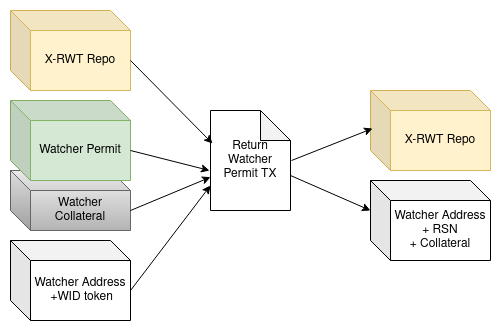 X-RWT Repo
Watcher Permit
Watcher
Collateral
Watcher Address
+WID token
Return
Watcher
Permit TX
X-RWT Repo
Watcher Address
+ RSN
+ Collateral